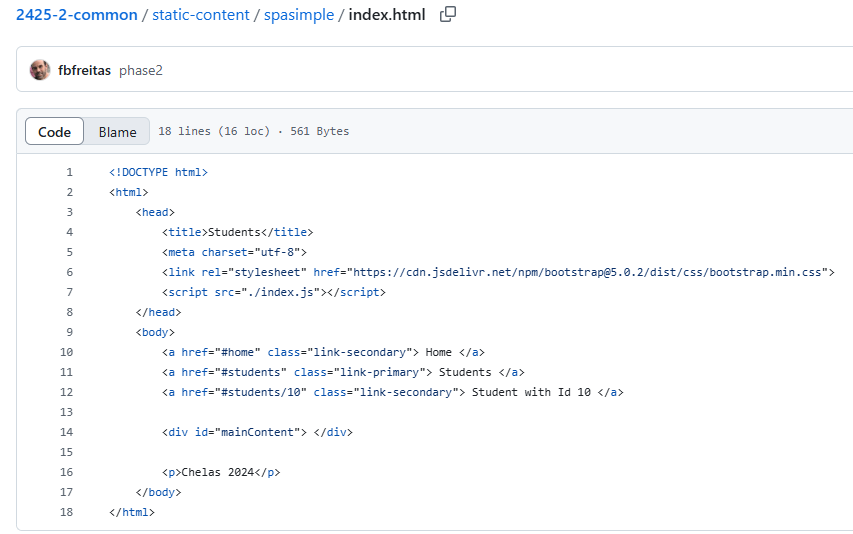 2425-2-common / static-content / spasimple / index.html
fbfreitas phase2
Code Blame 18 lines (16 loc) · 561 Bytes
1 <!DOCTYPE html>
2 <html>
3 <head>
4 <title>Students</title>
5 <meta charset="utf-8">
6 <link rel="stylesheet" href="https://cdn.jsdelivr.net/npm/bootstrap@5.0.2/dist/css/bootstrap.min.css">
7 <script src="./index.js"></script>
8 </head>
9 <body>
10 <a href="#home" class="link-secondary"> Home </a>
11 <a href="#students" class="link-primary"> Students </a>
12 <a href="#students/10" class="link-secondary"> Student with Id 10 </a>
13
14 <div id="mainContent"> </div>
15
16 <p>Chelas 2024</p>
17 </body>
18 </html>